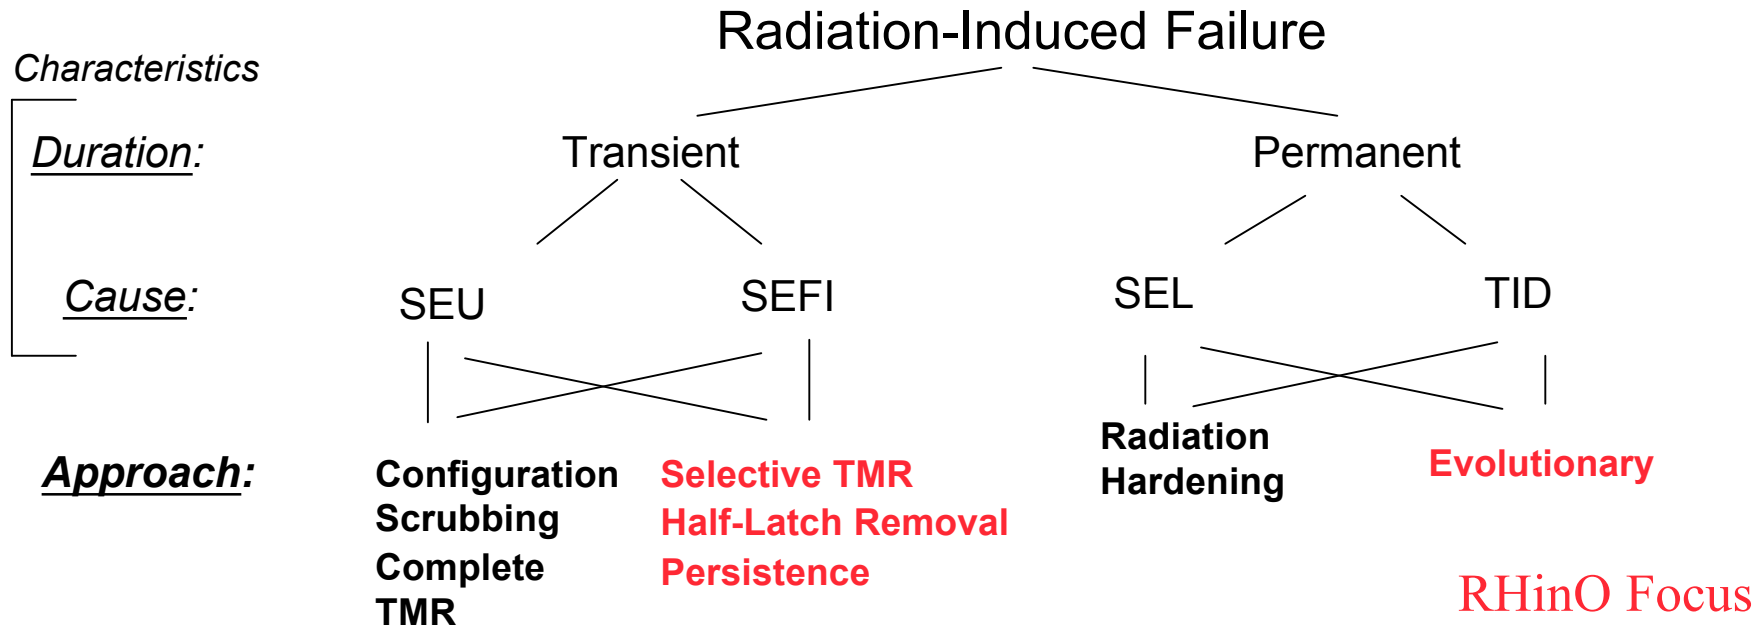 Radiation-Induced Failure
Characteristics
Duration:
Transient
Permanent
Cause:
SEU
SEFI
SEL
TID
Approach:
Configuration
Scrubbing
Complete
TMR
Selective TMR
Half-Latch Removal
Persistence
Radiation
Hardening
Evolutionary
RHinO Focus